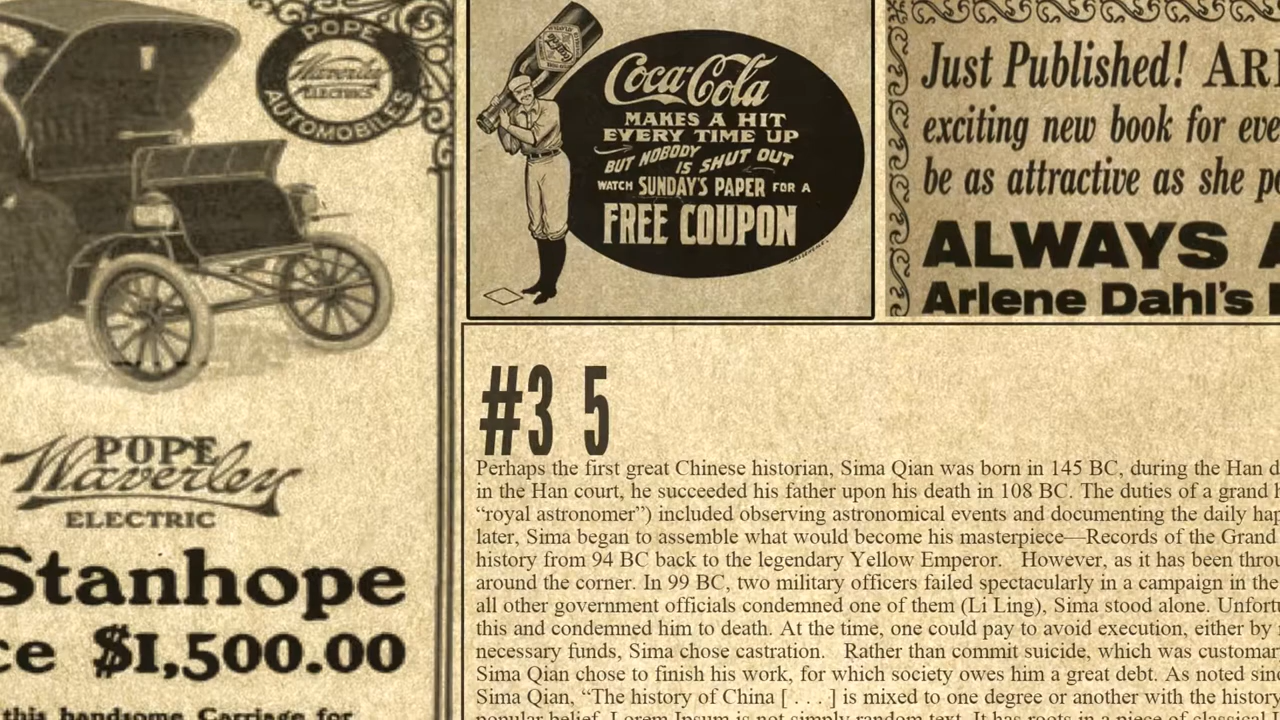 POPE
Waverley
ELECTRICS
AUTOMOBILES
POPE
Waverley
ELECTRIC
Stanhope
ce $1,500.00
this handsome Carriage for
Coca-Cola
MAKES A HIT
EVERY TIME UP
BUT NOBODY
IS SHUT OUT
WATCH SUNDAY'S PAPER FOR A
FREE COUPON
Just Published! AR
exciting new book for eve
be as attractive as she p
ALWAYS A
Arlene Dahl's
#3 5
Perhaps the first great Chinese historian, Sima Qian was born in 145 BC, during the Han d
in the Han court, he succeeded his father upon his death in 108 BC. The duties of a grand h
“royal astronomer”) included observing astronomical events and documenting the daily hap
later, Sima began to assemble what would become his masterpiece—Records of the Grand
history from 94 BC back to the legendary Yellow Emperor. However, as it has been throu
around the corner. In 99 BC, two military officers failed spectacularly in a campaign in the
all other government officials condemned one of them (Li Ling), Sima stood alone. Unfort
this and condemned him to death. At the time, one could pay to avoid execution, either by
necessary funds, Sima chose castration. Rather than commit suicide, which was customar
Sima Qian chose to finish his work, for which society owes him a great debt. As noted sinc
Sima Qian, “The history of China [ . . . ] is mixed to one degree or another with the history
popular belief, Lorem Ipsum is not simply random text. It has roots in a piece of classical